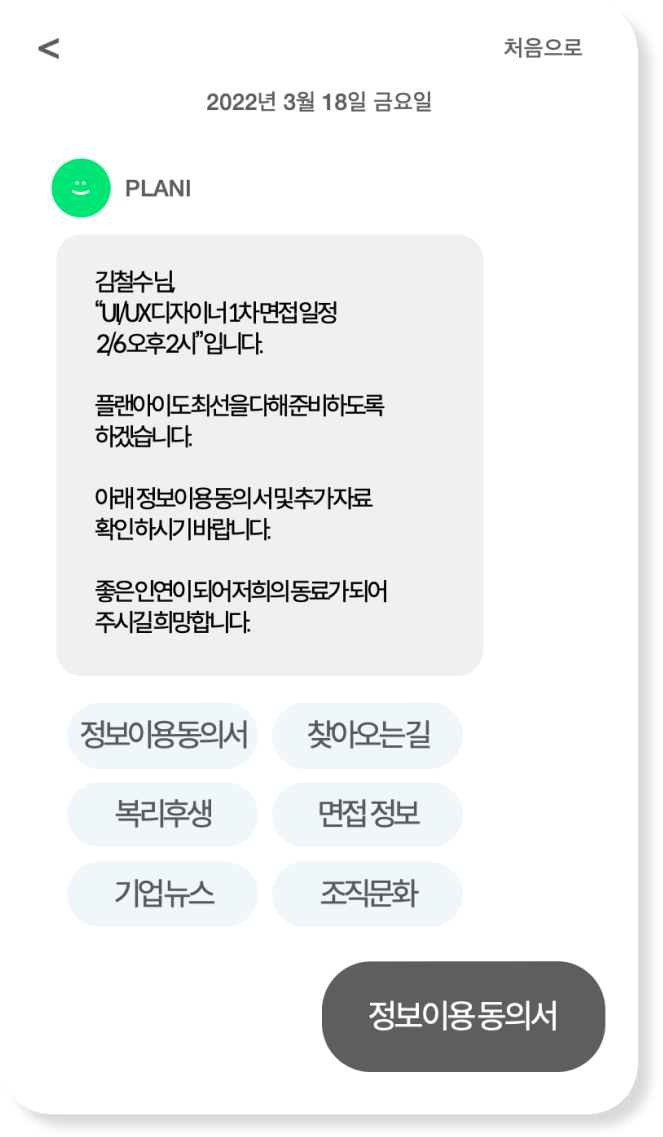 <
처음으로
2022년 3월 18일 금요일
PLANI
김철수 님,
“UI/UX 디자이너 1차 면접 일정
2/6 오후 2시” 입니다.
플랜아이도 최선을 다해 준비하도록
하겠습니다.
아래 정보이용 동의서 및 추가 자료
확인하시기 바랍니다.
좋은 인연이 되어 저희의 동료가 되어
주시길 희망합니다.
정보이용동의서
찾아오는 길
복리후생
면접 정보
기업 뉴스
조직문화
정보이용 동의서